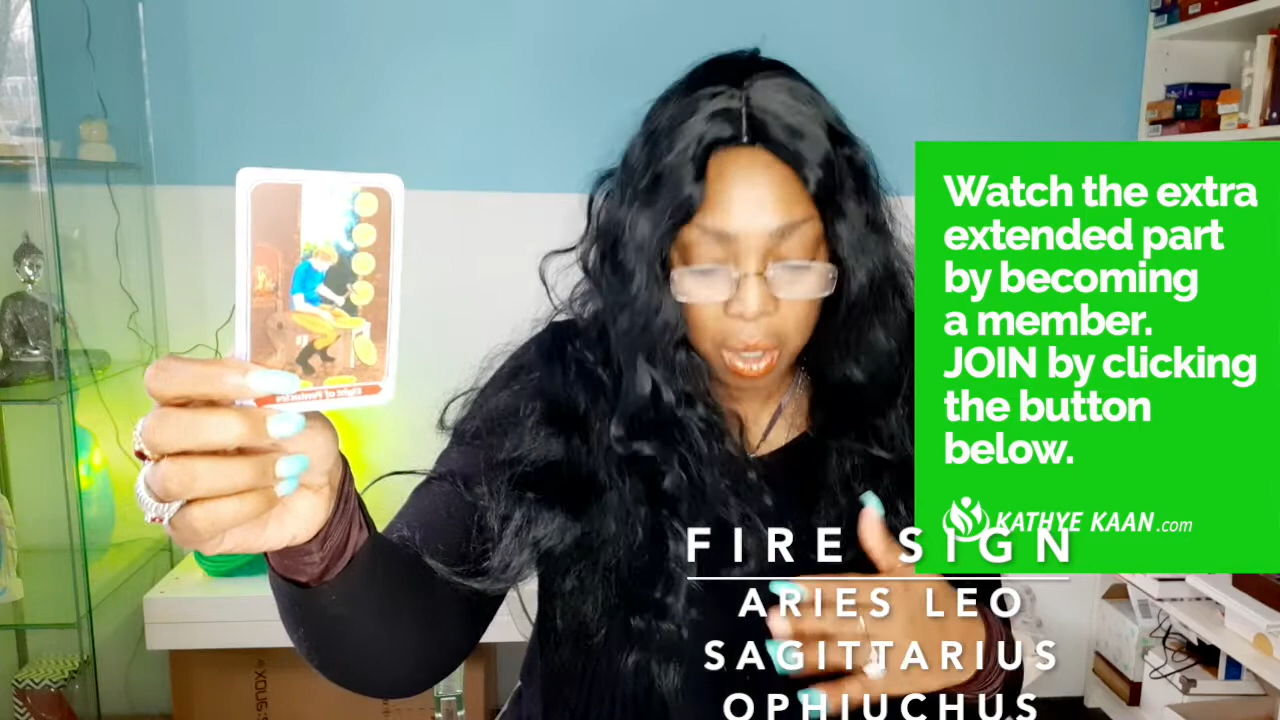 Watch the extra
extended part
by becoming
a member.
JOIN by clicking
the button
below.
KATHYE KAAN.com
FIRE SIGN
ARIES LEO
SAGITTARIUS
OPHIUCHUS